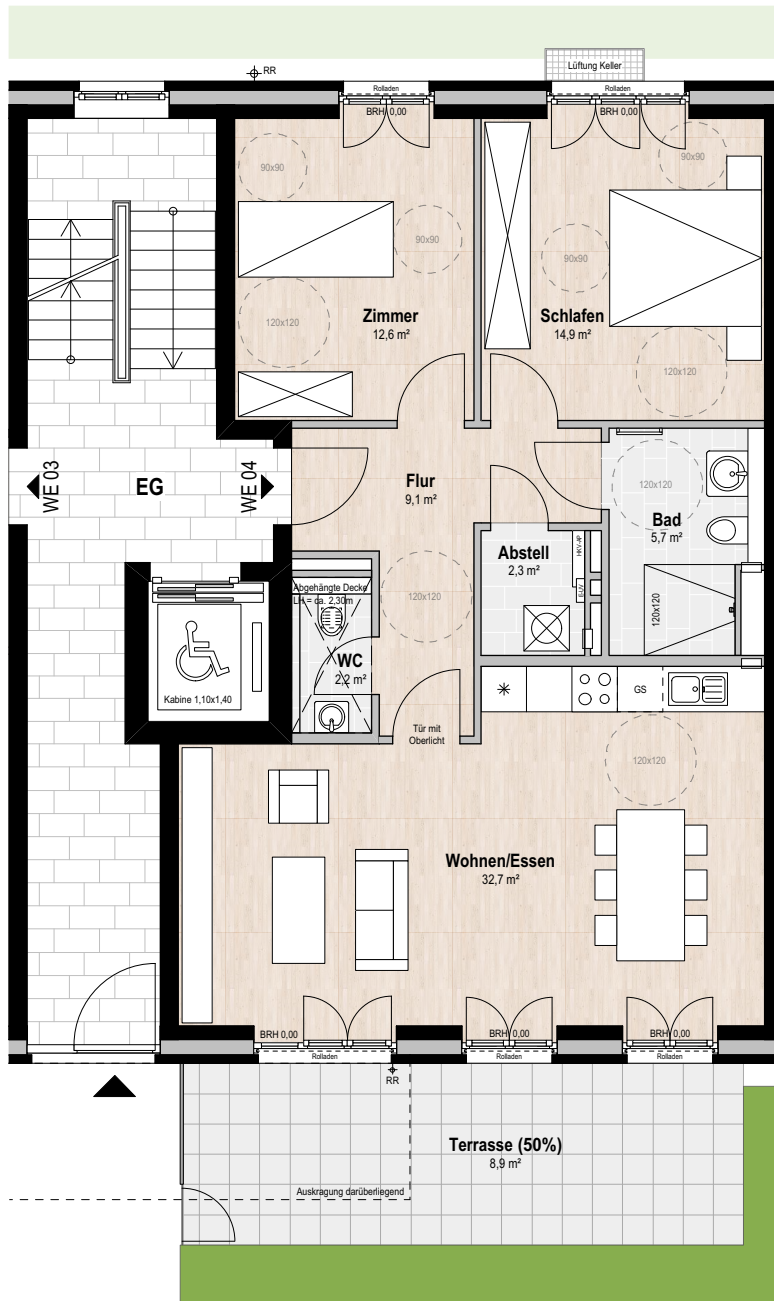 RR
Lüftung Keller
Rolladen
Rolladen
BRH 0,00
BRH 0,00
90x90
90x90
90x90
90x90
120x120
Zimmer
12,6 m²
Schlafen
14,9 m²
120x120
WE 03
EG
WE 04
Flur
9,1 m²
120x120
Bad
5,7 m²
Abstell
2,3 m²
HKV-AP
E-UV
120x120
120x120
Abgehängte Decke
LH = ca. 2,30m
WC
2,2 m²
Kabine 1,10x1,40
GS
Tür mit
Oberlicht
120x120
Wohnen/Essen
32,7 m²
BRH 0,00
BRH 0,00
BRH 0,00
Rolladen
Rolladen
Rolladen
RR
Terrasse (50%)
8,9 m²
Auskragung darüberliegend